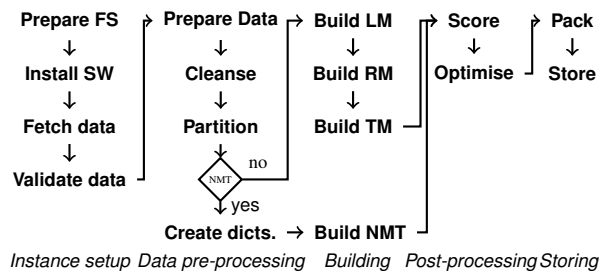 Prepare FS
Install SW
Fetch data
Validate data
Instance setup
Prepare Data
Cleanse
Partition
NMT
no
yes
Create dicts.
Data pre-processing
Build LM
Build RM
Build TM
Build NMT
Building
Score
Optimise
Post-processing
Pack
Store
Storing